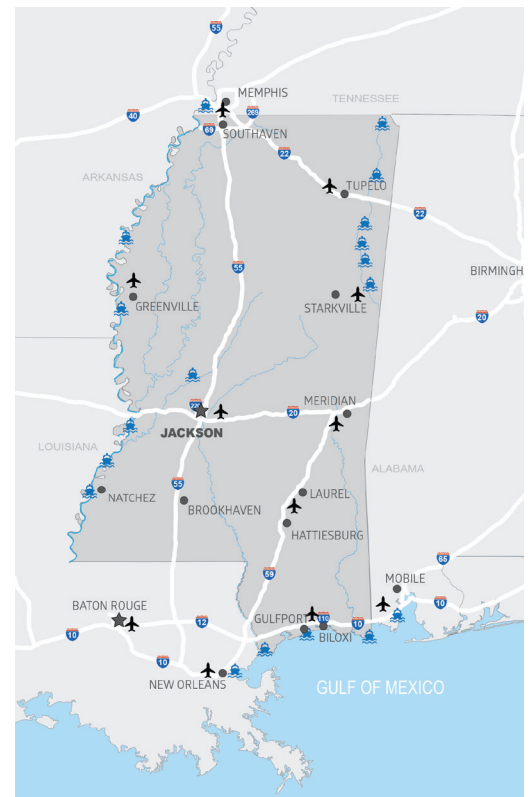 55
MEMPHIS
TENNESSEE
40
269
69
SOUTHAVEN
22
ARKANSAS
TUPELO
22
55
BIRMINGH
GREENVILLE
STARKVILLE
20
220
MERIDIAN
20
JACKSON
LOUISIANA
ALABAMA
55
NATCHEZ
LAUREL
BROOKHAVEN
HATTIESBURG
65
59
MOBILE
BATON ROUGE
10
12
GULFPORT
110
10
10
BILOXI
10
NEW ORLEANS
GULF OF MEXICO